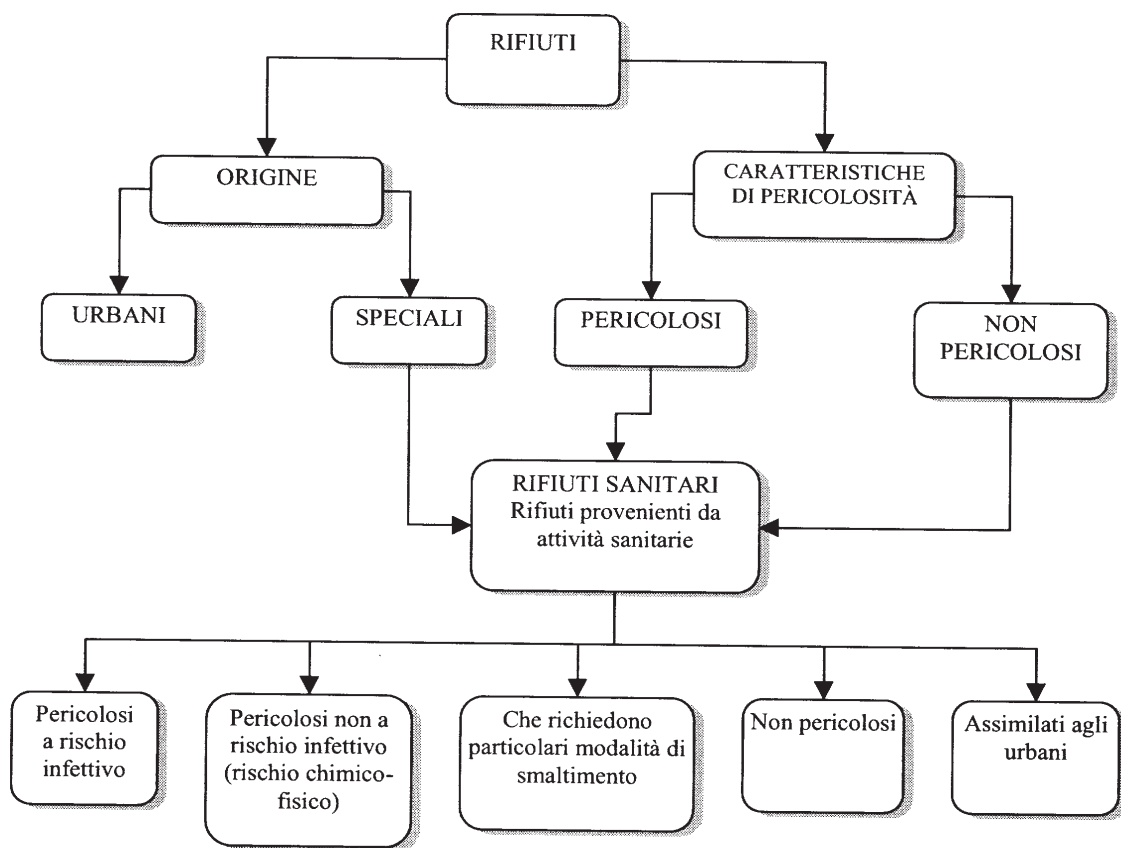 RIFIUTI
ORIGINE
CARATTERISTICHE
DI PERICOLOSITÀ
URBANI
SPECIALI
PERICOLOSI
NON
PERICOLOSI
RIFIUTI SANITARI
Rifiuti provenienti da
attività sanitarie
Pericolosi
a rischio
infettivo
Pericolosi non a
rischio infettivo
(rischio chimico-
fisico)
Che richiedono
particolari modalità di
smaltimento
Non pericolosi
Assimilati agli
urbani